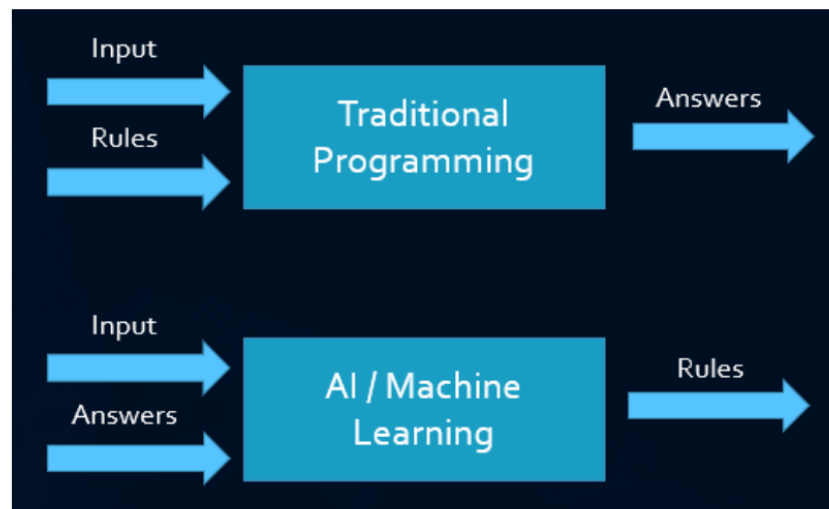 Input
Rules
Traditional
Programming
Answers
Input
Answers
AI / Machine
Learning
Rules